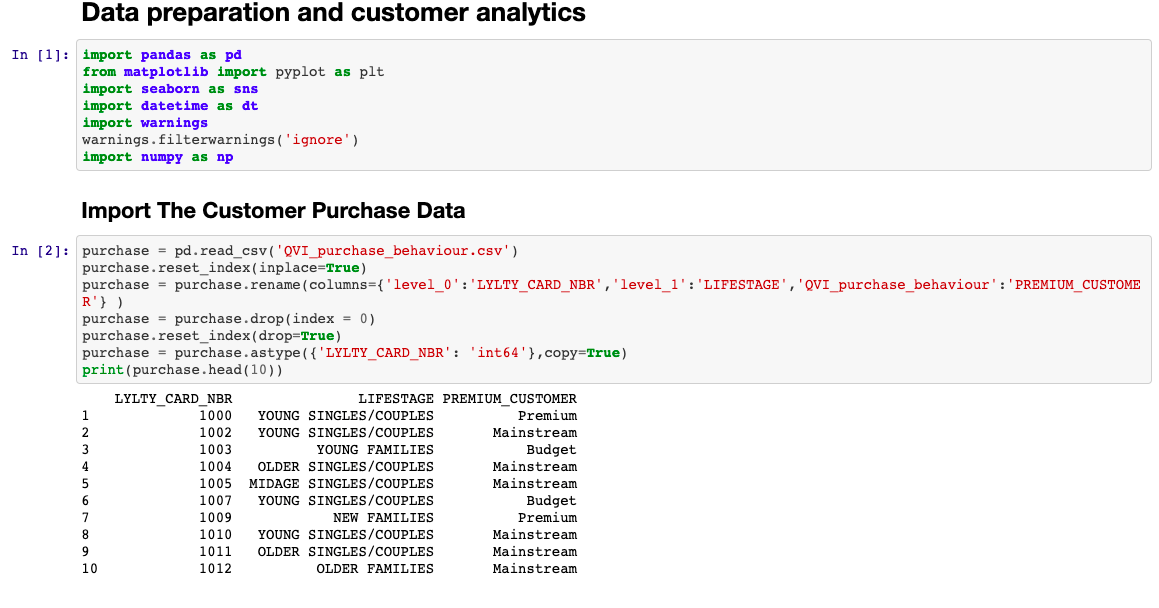 Data preparation and customer analytics
In [1]: import pandas as pd
from matplotlib import pyplot as plt
import seaborn as sns
import datetime as dt
import warnings
warnings.filterwarnings('ignore')
import numpy as np
Import The Customer Purchase Data
In [2]: purchase = pd.read_csv('QVI_purchase_behaviour.csv')
purchase.reset_index(inplace=True)
purchase = purchase.rename(columns={'level_0':'LYLTY_CARD_NBR','level_1':'LIFESTAGE','QVI_purchase_behaviour':'PREMIUM_CUSTOME
R'} )
purchase = purchase.drop(index = 0)
purchase.reset_index(drop=True)
purchase = purchase.astype({'LYLTY_CARD_NBR': 'int64'},copy=True)
print(purchase.head(10))
LYLTY_CARD_NBR LIFESTAGE PREMIUM_CUSTOMER
1 1000 YOUNG SINGLES/COUPLES Premium
2 1002 YOUNG SINGLES/COUPLES Mainstream
3 1003 YOUNG FAMILIES Budget
4 1004 OLDER SINGLES/COUPLES Mainstream
5 1005 MIDAGE SINGLES/COUPLES Mainstream
6 1007 YOUNG SINGLES/COUPLES Budget
7 1009 NEW FAMILIES Premium
8 1010 YOUNG SINGLES/COUPLES Mainstream
9 1011 OLDER SINGLES/COUPLES Mainstream
10 1012 OLDER FAMILIES Mainstream